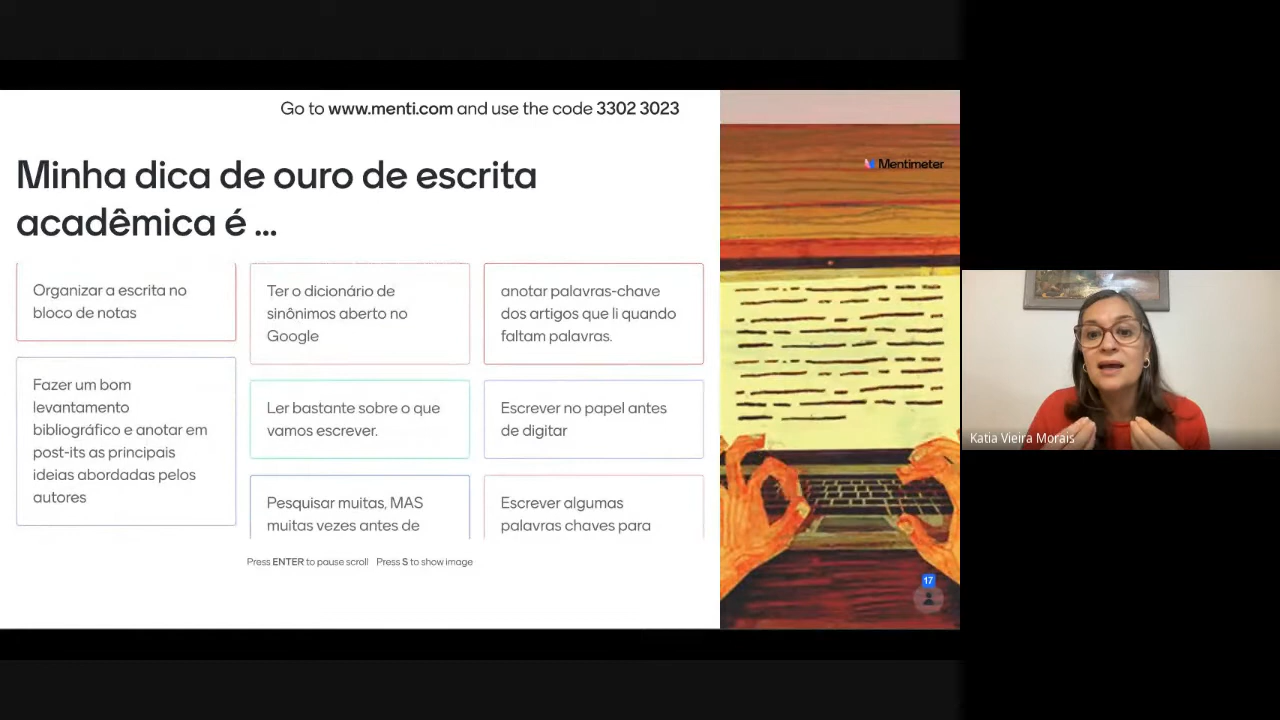 Go to www.menti.com and use the code 3302 3023
Mentimeter
Minha dica de ouro de escrita
acadêmica é ...
Organizar a escrita no
bloco de notas
Fazer um bom
levantamento
bibliográfico e anotar em
post-its as principais
ideias abordadas pelos
autores
Ter o dicionário de
sinônimos aberto no
Google
Ler bastante sobre o que
vamos escrever.
Pesquisar muitas, MAS
muitas vezes antes de
anotar palavras-chave
dos artigos que li quando
faltam palavras.
Escrever no papel antes
de digitar
Escrever algumas
palavras chaves para
Press ENTER to pause scroll Press S to show image
17
Katia Vieira Morais